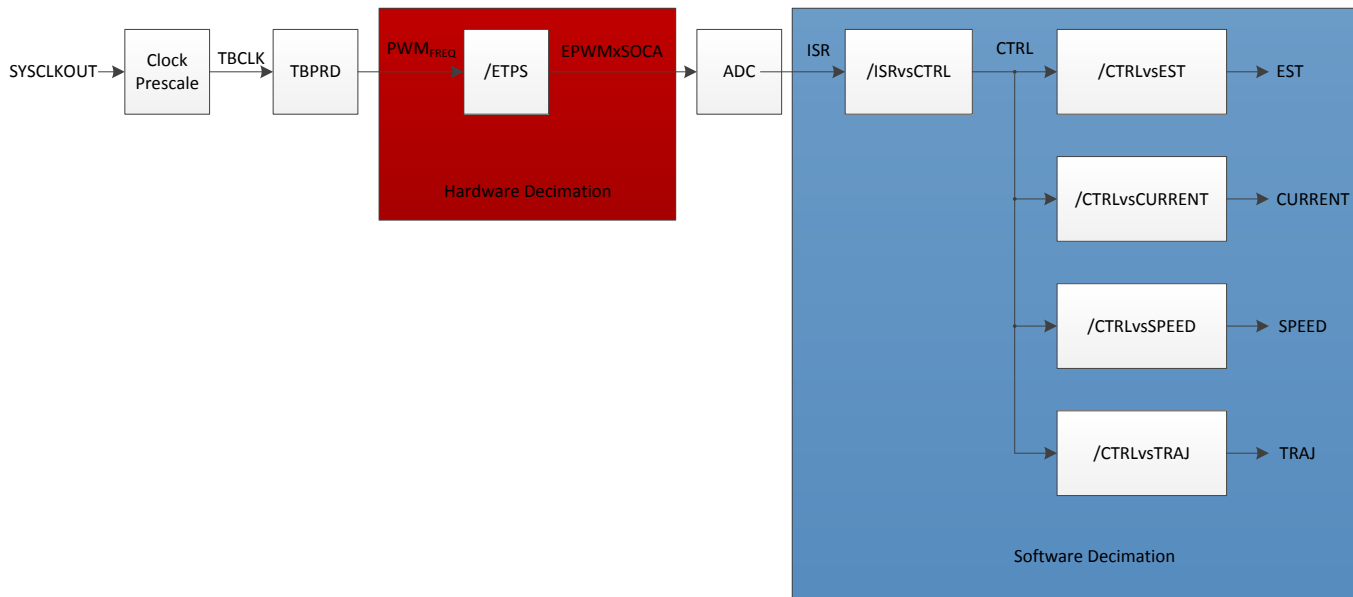 SYSCLKOUT
Clock
Prescale
TBCLK
TBPRD
PWM_FREQ
/ETPS
EPWMxSOCA
Hardware Decimation
ADC
ISR
/ISRvsCTRL
CTRL
/CTRLvsEST
EST
/CTRLvsCURRENT
CURRENT
/CTRLvsSPEED
SPEED
/CTRLvsTRAJ
TRAJ
Software Decimation